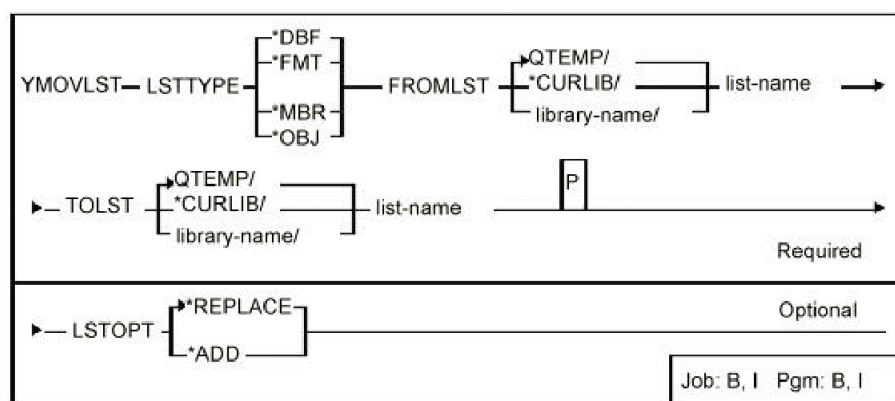 *DBF
*FMT
YMOVLST LSTTYPE FROMLST QTEMP/
*CURLIB/ list-name
*MBR
library-name/
*OBJ
TOLST QTEMP/
*CURLIB/ list-name
library-name/
P
Required
LSTOPT *REPLACE
*ADD
Optional
Job: B, I Pgm: B, I